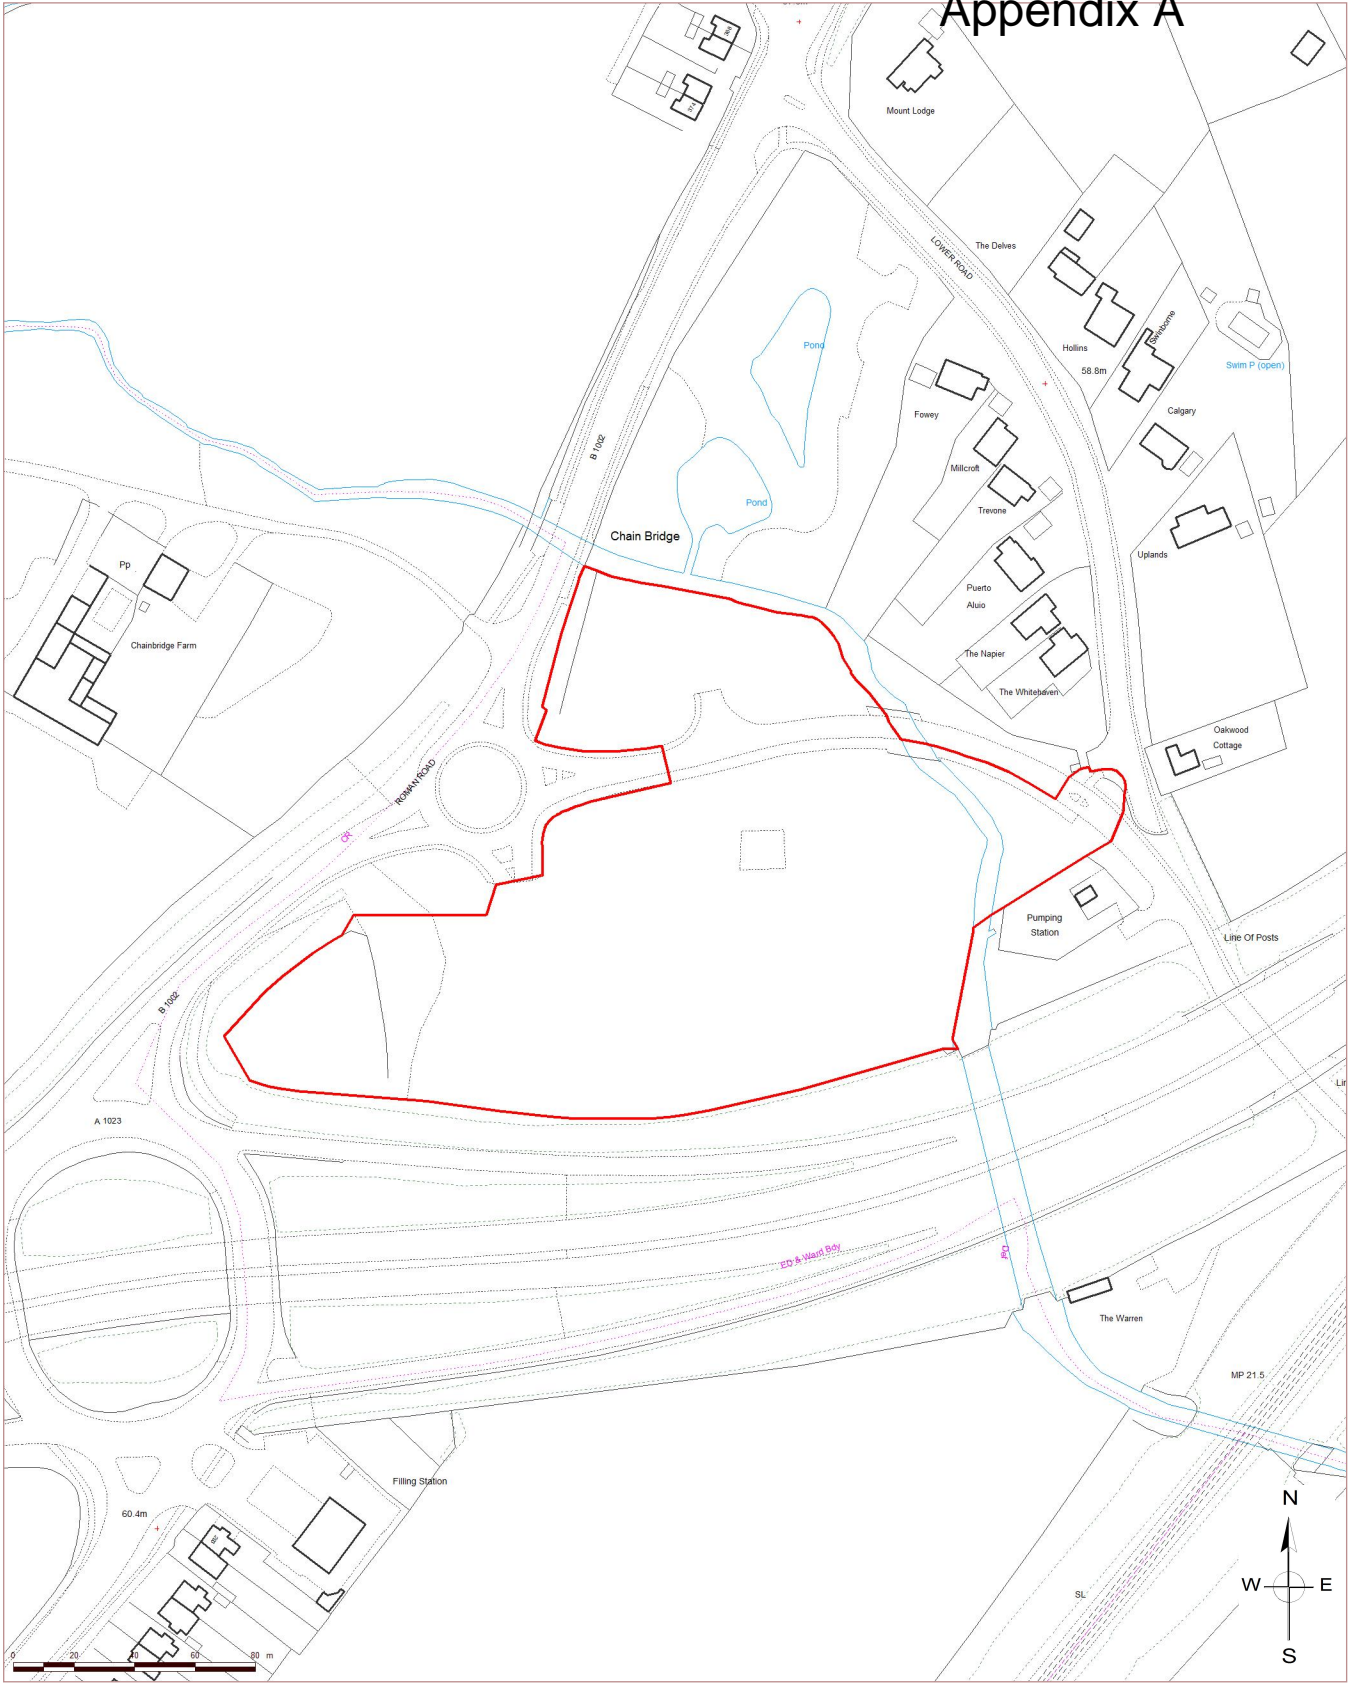 Appendix A
Mount Lodge
LOWER ROAD
The Delves
Hollins
Swinborne
58.8m
Swim P (open)
Calgary
Pond
Fowey
Millcroft
Trevone
B 1002
Pond
Chain Bridge
Uplands
Pp
Puerto
Aluio
Chainbridge Farm
The Napier
The Whitehaven
Oakwood
Cottage
ROMAN ROAD
CR
Pumping
Station
Line Of Posts
B 1002
A 1023
ED & Ward Bdy
Def
The Warren
MP 21.5
Filling Station
60.4m
SL
N
W E
S
0 20 40 60 80 m